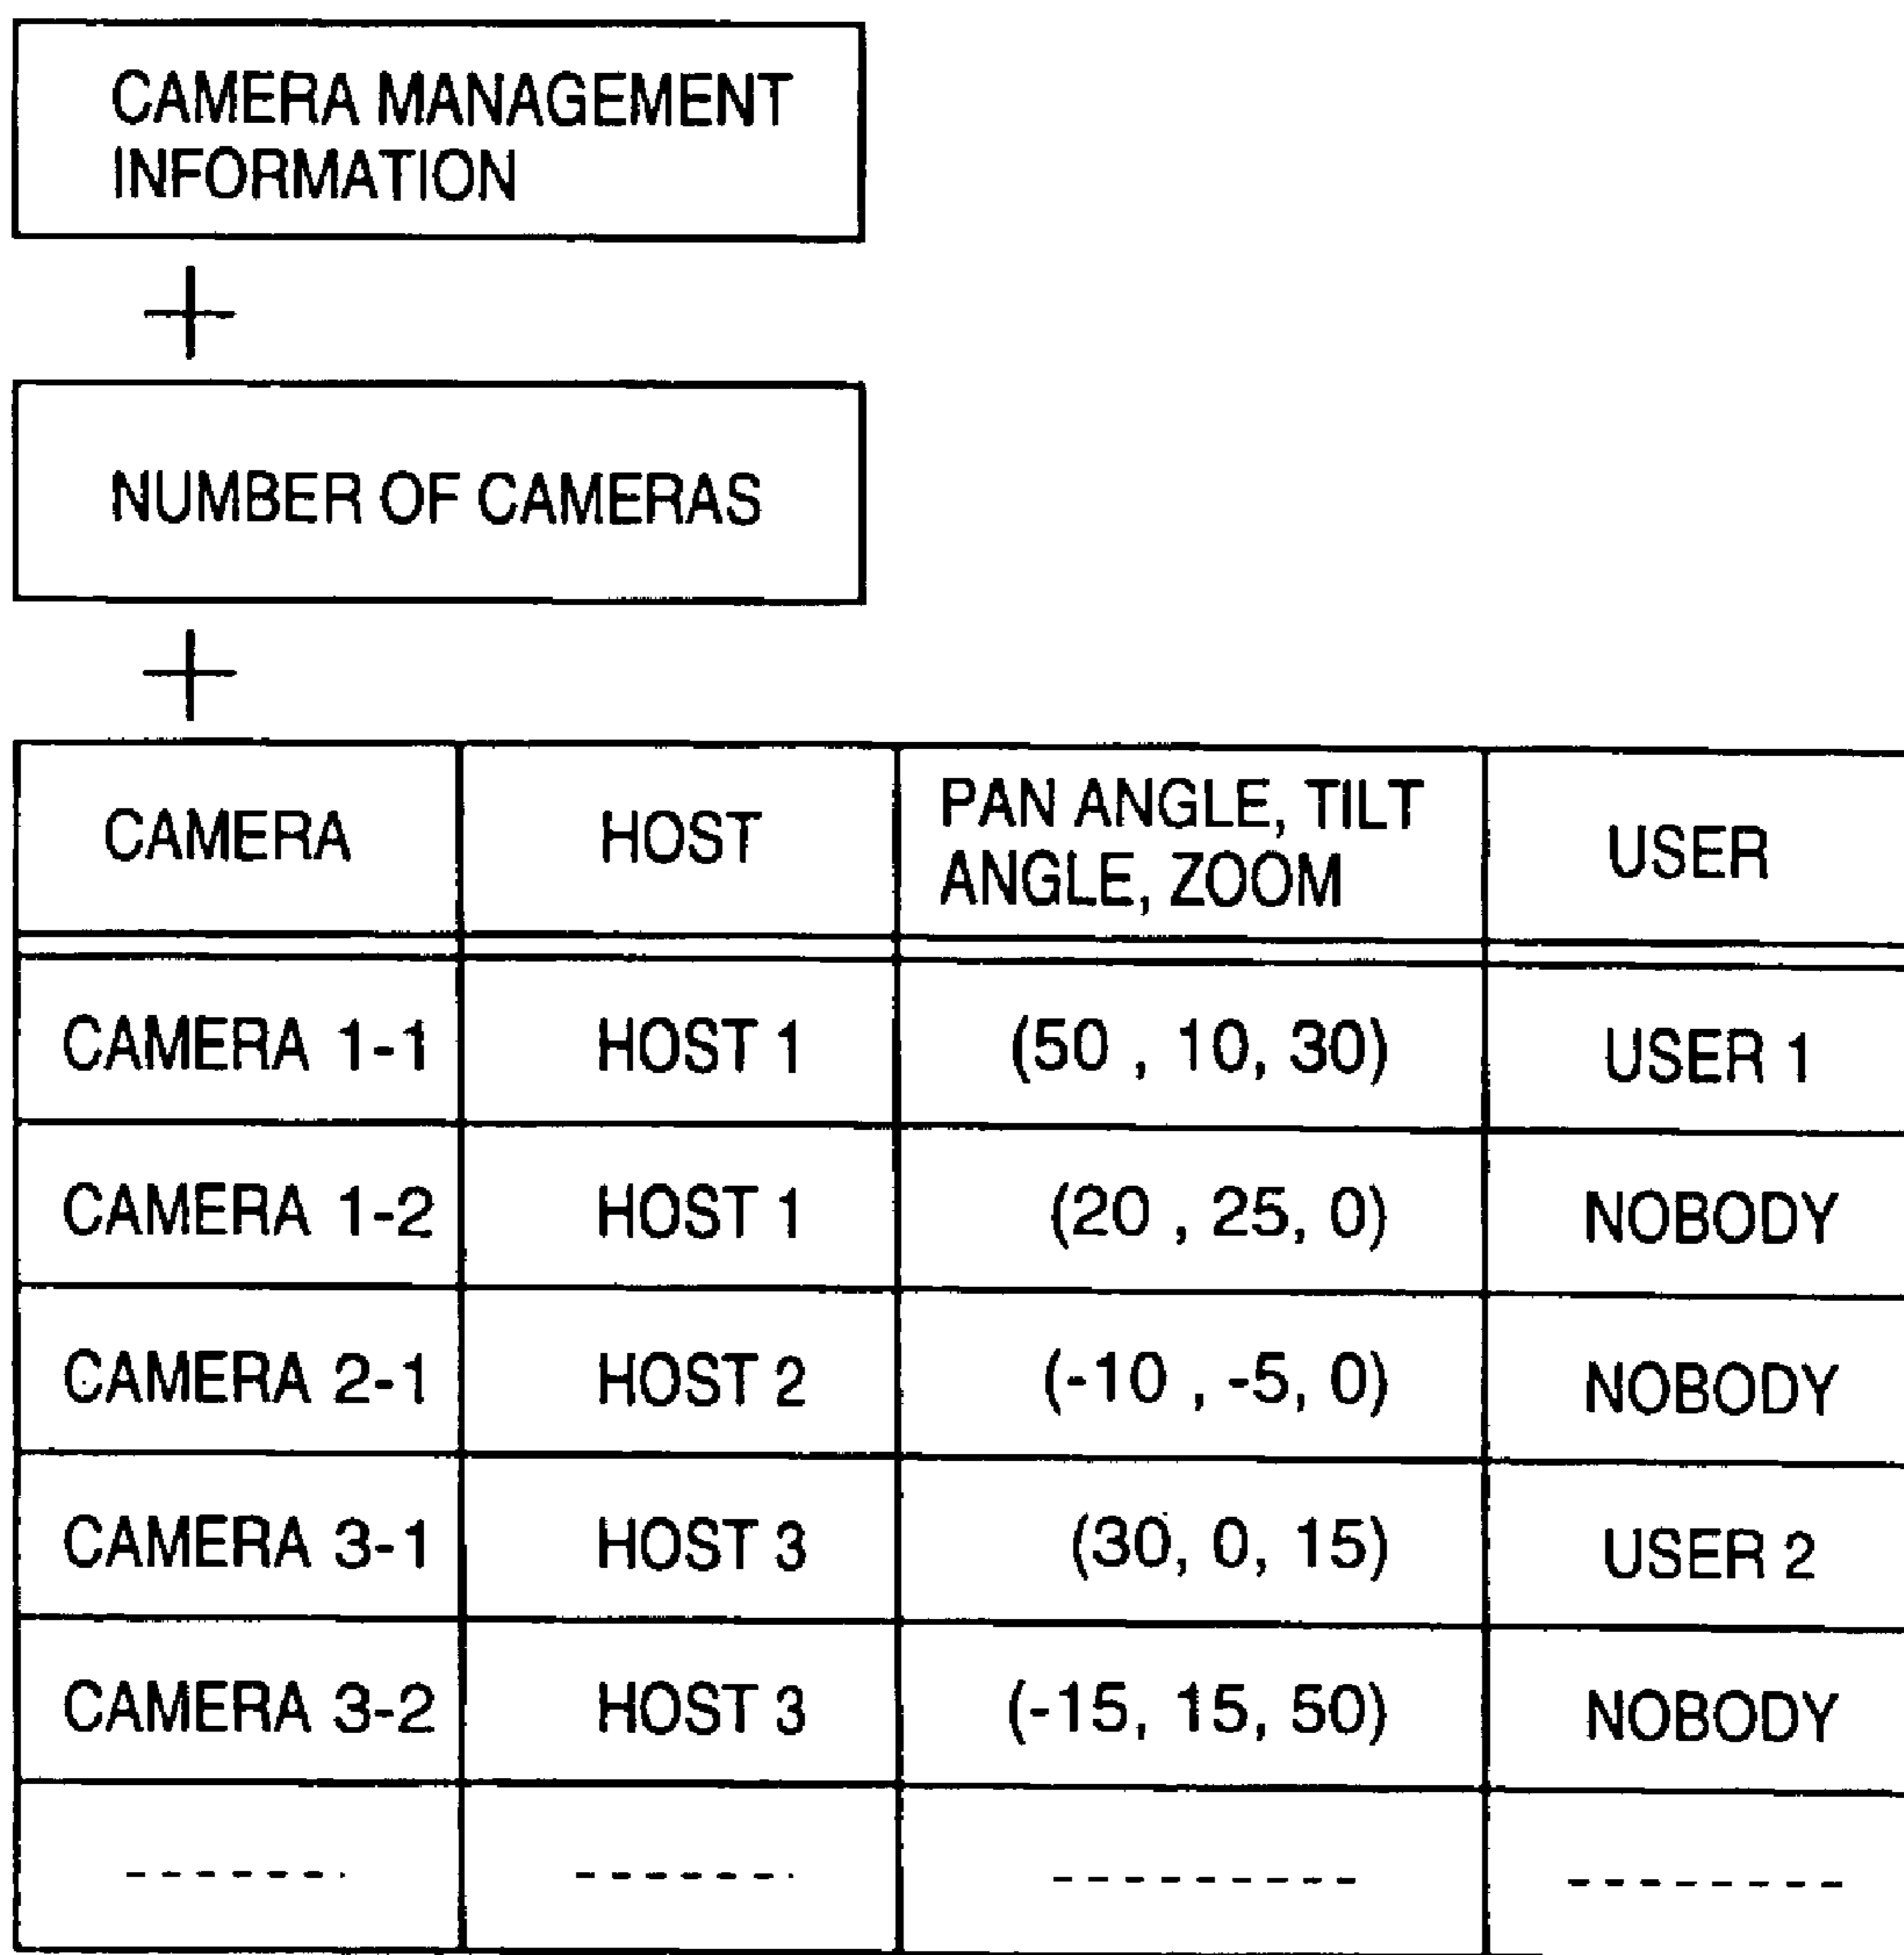 CAMERA MANAGEMENT
INFORMATION
+
NUMBER OF CAMERAS
+
CAMERA HOST PAN ANGLE, TILT ANGLE, ZOOM USER
CAMERA 1-1 HOST 1 (50 , 10, 30) USER 1
CAMERA 1-2 HOST 1 (20 , 25, 0) NOBODY
CAMERA 2-1 HOST 2 (-10 , -5, 0) NOBODY
CAMERA 3-1 HOST 3 (30, 0, 15) USER 2
CAMERA 3-2 HOST 3 (-15, 15, 50) NOBODY